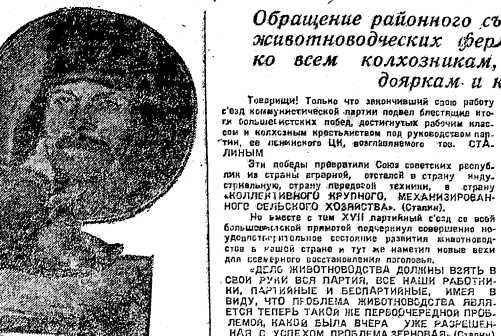 Обращение районного съ
животноводческих фер
ко всем колхозникам,
дояркам и к
Товарищи! Только что закончивший свою работу
с'езд коммунистической партии подвел блестящие ито-
ги большевистских побед, достигнутых рабочим клас-
сом и колхозным крестьянством под руководством пар-
тии, ее ленинского ЦК, возглавляемого тов. СТА-
ЛИНЫМ
Эти победы превратили Союз советских респуб-
лик из страны аграрной, отсталой в страну инду-
стриальную, страну передовой техники, в страну
«КОЛЛЕКТИВНОГО КРУПНОГО, МЕХАНИЗИРОВАН-
НОГО СЕЛЬСКОГО ХОЗЯЙСТВА». (Сталин).
Но вместе с тем XVII партийный с'езд со всей
большевистской прямотой подчеркнул совершенно не-
удовлетворительное состояние развития животновод-
ства в нашей стране и тут же наметил новые вехи
для всемерного восстановления поголовья.
«ДЕЛО ЖИВОТНОВОДСТВА ДОЛЖНЫ ВЗЯТЬ В
СВОИ РУКИ ВСЯ ПАРТИЯ, ВСЕ НАШИ РАБОТНИ-
КИ, ПАРТИЙНЫЕ И БЕСПАРТИЙНЫЕ, ИМЕЯ В
ВИДУ, ЧТО ПРОБЛЕМА ЖИВОТНОВОДСТВА ЯВЛЯ-
ЕТСЯ ТЕПЕРЬ ТАКОЙ ЖЕ ПЕРВООЧЕРЕДНОЙ ПРОБ-
ЛЕМОЙ, КАКОЙ БЫЛА ВЧЕРА УЖЕ РАЗРЕШЕН-
НАЯ С УСПЕХОМ ПРОБЛЕМА ЗЕРНОВАЯ» (Сталин)